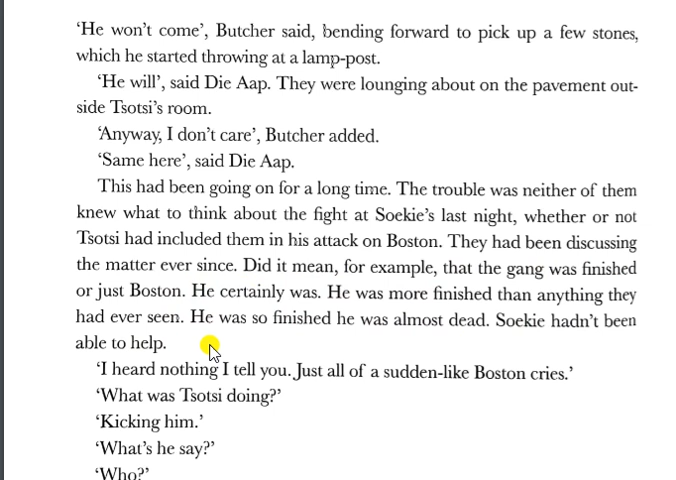 ‘He won’t come’, Butcher said, bending forward to pick up a few stones,
which he started throwing at a lamp-post.
‘He will’, said Die Aap. They were lounging about on the pavement out-
side Tsotsi’s room.
‘Anyway, I don’t care’, Butcher added.
‘Same here’, said Die Aap.
This had been going on for a long time. The trouble was neither of them
knew what to think about the fight at Soekie’s last night, whether or not
Tsotsi had included them in his attack on Boston. They had been discussing
the matter ever since. Did it mean, for example, that the gang was finished
or just Boston. He certainly was. He was more finished than anything they
had ever seen. He was so finished he was almost dead. Soekie hadn’t been
able to help.
‘I heard nothing I tell you. Just all of a sudden-like Boston cries.’
‘What was Tsotsi doing?’
‘Kicking him.’
‘What’s he say?’
‘Who?’